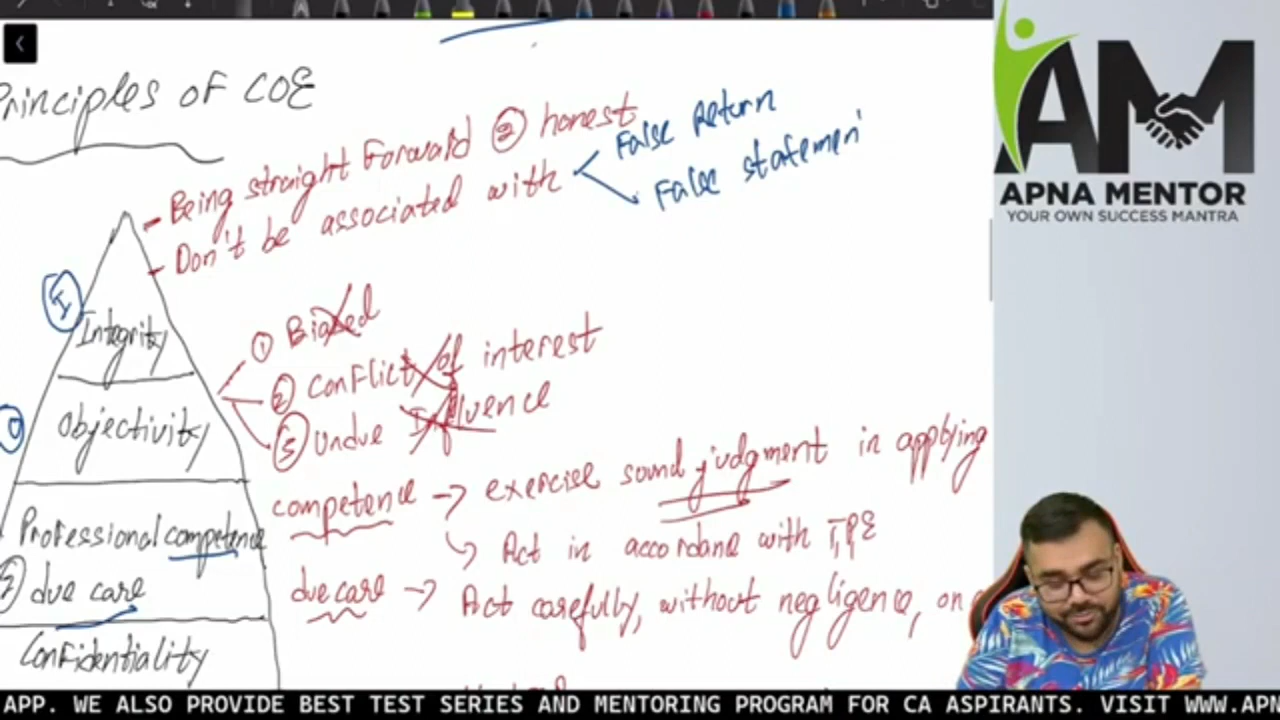 Principles of COE
- Being straight Forward & honest
- Don't be associated with
False Return
False statemen
I
Integrity
① Biased
② Conflict of interest
③ Undue Influence
O
Objectivity
competence → exercise sound judgment in applying
Act in accordance with T,P,E
Professional competence
& due care
due care → Act carefully, without negligence, on
Confidentiality
AM
APNA MENTOR
YOUR OWN SUCCESS MANTRA
APP. WE ALSO PROVIDE BEST TEST SERIES AND MENTORING PROGRAM FOR CA ASPIRANTS. VISIT WWW.APN